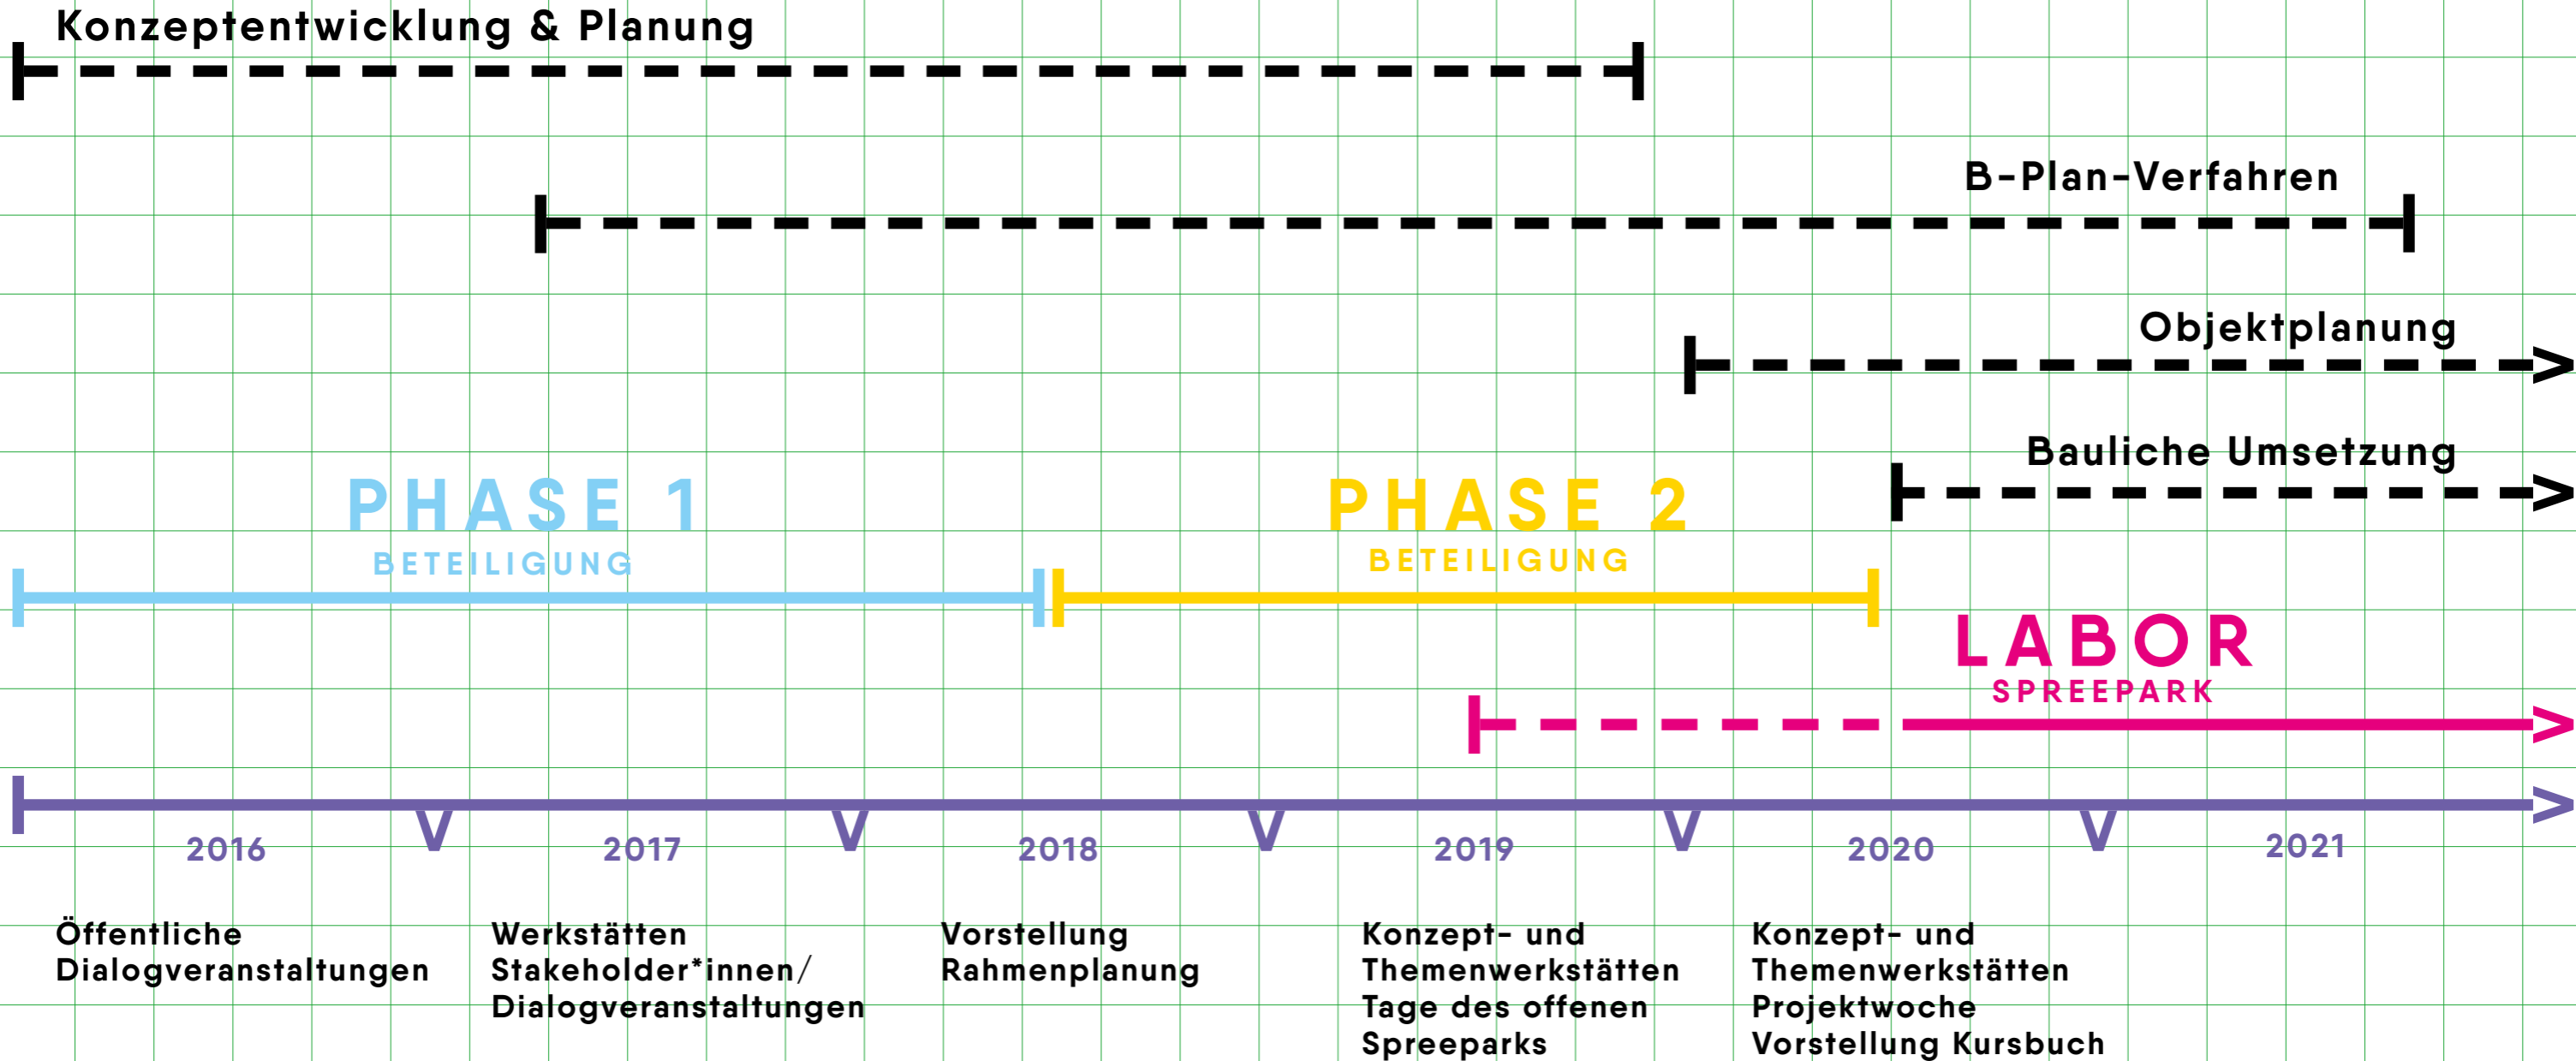 Konzeptentwicklung & Planung
B-Plan-Verfahren
Objektplanung
Bauliche Umsetzung
PHASE 1
BETEILIGUNG
PHASE 2
BETEILIGUNG
LABOR
SPREEPARK
2016
2017
2018
2019
2020
2021
Öffentliche
Dialogveranstaltungen
Werkstätten
Stakeholder*innen/
Dialogveranstaltungen
Vorstellung
Rahmenplanung
Konzept- und
Themenwerkstätten
Tage des offenen
Spreeparks
Konzept- und
Themenwerkstätten
Projektwoche
Vorstellung Kursbuch